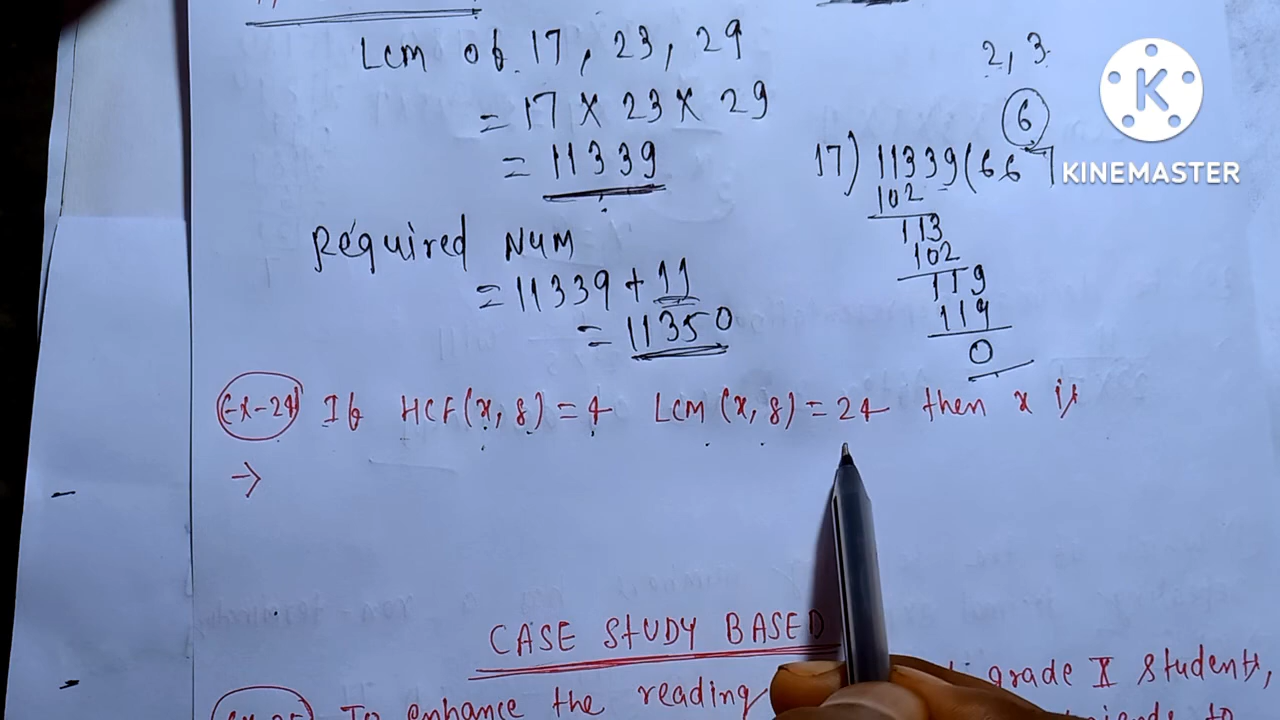 Lcm of 17, 23, 29
= 17 X 23 X 29
= 11339
Required Num
= 11339 + 11
= 11350
2, 3
6
17) 11339 (667
102
113
102
119
119
0
K
KINEMASTER
Ex-24) If HCF(x, 8) = 4 Lcm (x, 8) = 24 then x is
→
CASE STUDY BASED
To enhance the reading grade X students,